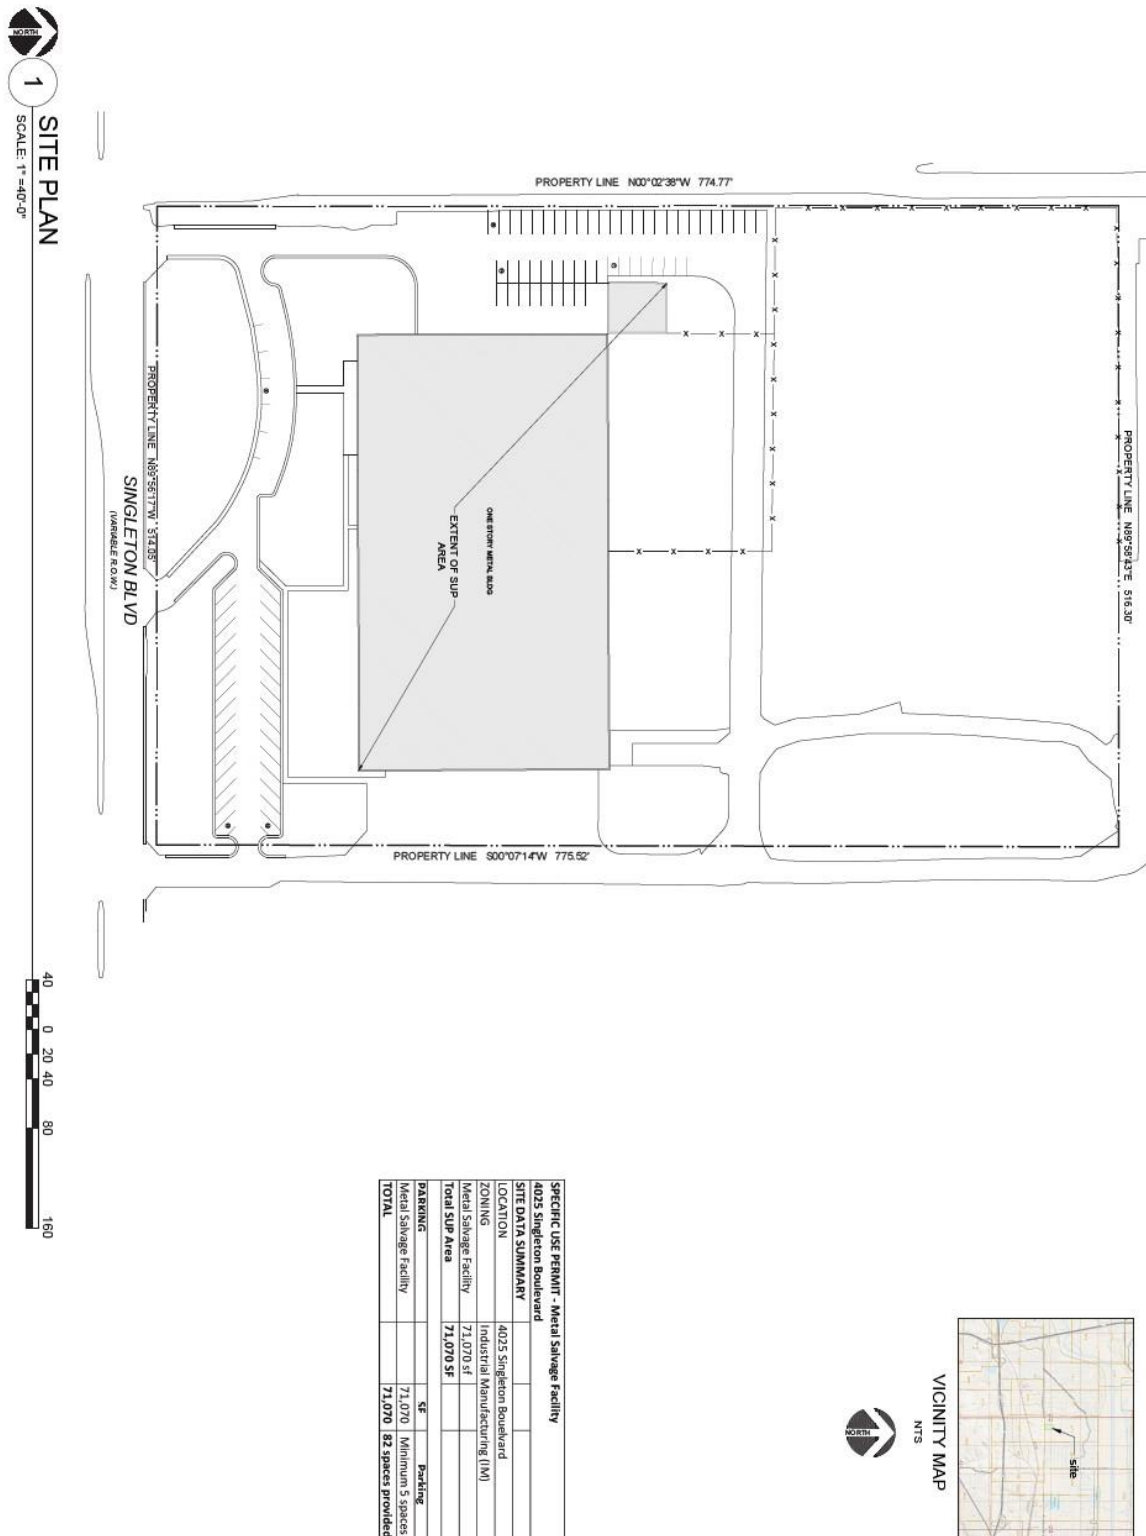 SPECIFIC USE PERMIT - Metal Salvage Facility
4025 Singleton Boulevard
SITE DATA SUMMARY
LOCATION 4025 Singleton Bouelvard
ZONING Industrial Manufacturing (IM)
Metal Salvage Facility 71,070 sf
Total SUP Area 71,070 SF
PARKING SF Parking
Metal Salvage Facility 71,070 Minimum 5 spaces
TOTAL 71,070 82 spaces provided
site
VICINITY MAP
NTS
NORTH
PROPERTY LINE N00°02'38"W 774.77'
PROPERTY LINE N89°58'43"E 516.30'
PROPERTY LINE S00°07'14"W 775.52'
PROPERTY LINE N89°56'17"W 514.05'
ONE STORY METAL BLDG
EXTENT OF SUP
AREA
SINGLETON BLVD
(VARIABLE R.O.W.)
NORTH
1
SITE PLAN
SCALE: 1" =40'-0"
40 0 20 40 80 160